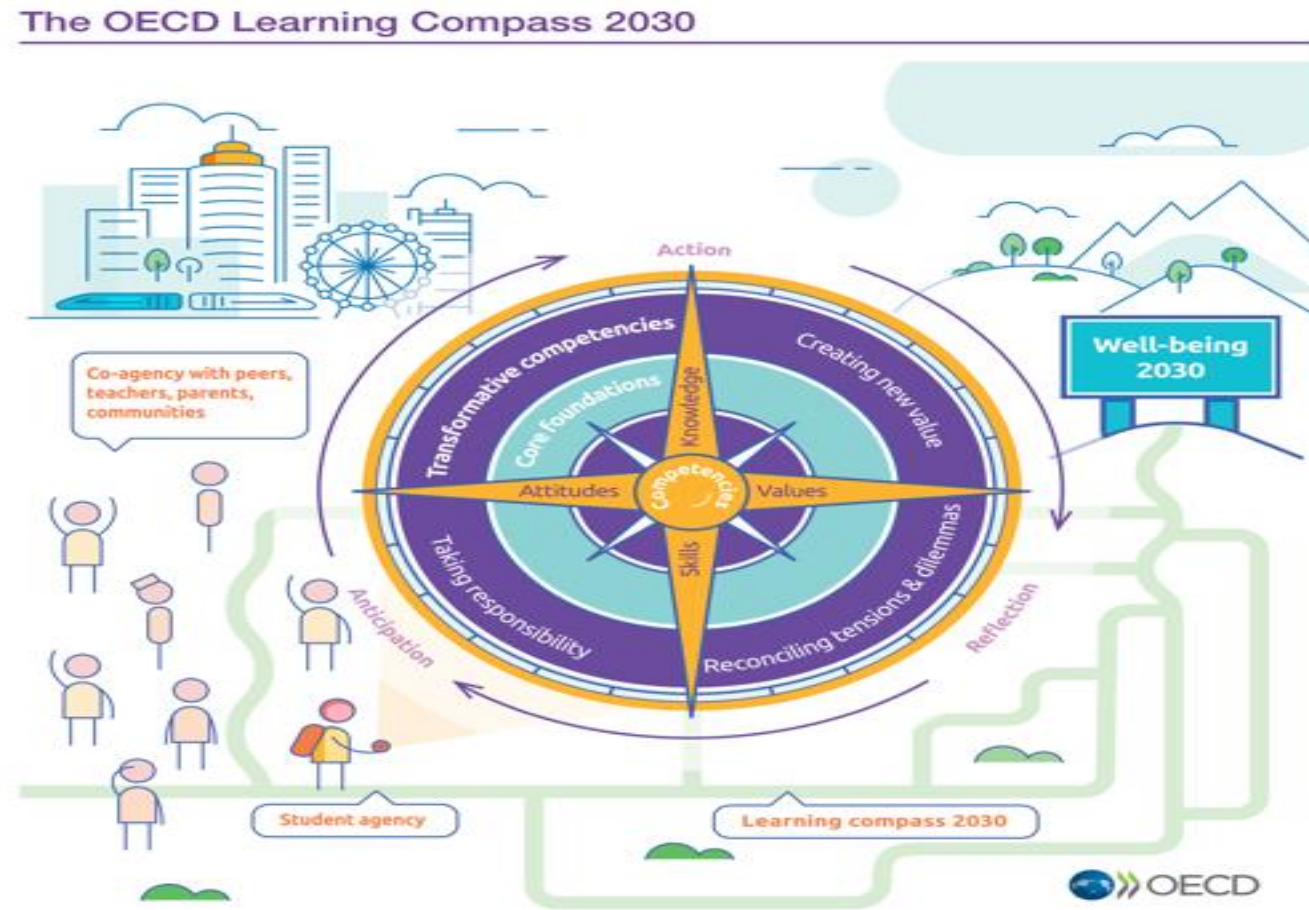 The OECD Learning Compass 2030
Action
Transformative competencies
Creating new value
Well-being
2030
Co-agency with peers,
teachers, parents,
communities
Core foundations
Knowledge
Competencies
Attitudes
Values
Skills
Taking responsibility
Reconciling tensions & dilemmas
Anticipation
Reflection
Student agency
Learning compass 2030
OECD